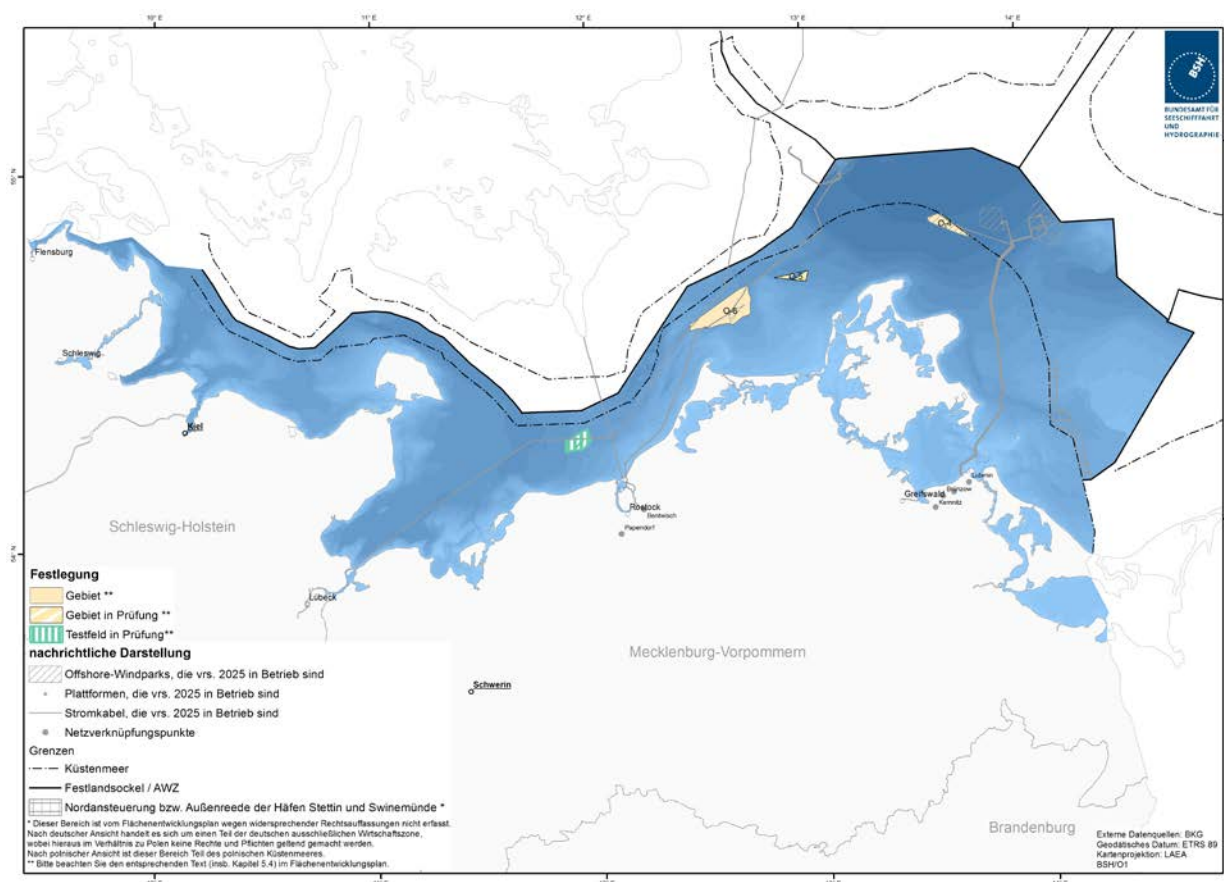 10° E
11° E
12° E
13° E
14° E
BSH
BUNDESAMT FÜR
SEESCHIFFFAHRT
UND
HYDROGRAPHIE
55° N
Flensburg
O-6
Schleswig
Kiel
Lubmin
Brünzow
Greifswald
Kemnitz
Rostock
Bentwisch
Papendorf
Schleswig-Holstein
54° N
Lübeck
Mecklenburg-Vorpommern
Schwerin
Brandenburg
Festlegung
Gebiet **
Gebiet in Prüfung **
Testfeld in Prüfung**
nachrichtliche Darstellung
Offshore-Windparks, die vrs. 2025 in Betrieb sind
Plattformen, die vrs. 2025 in Betrieb sind
Stromkabel, die vrs. 2025 in Betrieb sind
Netzverknüpfungspunkte
Grenzen
Küstenmeer
Festlandsockel / AWZ
Nordansteuerung bzw. Außenreede der Häfen Stettin und Swinemünde *
* Dieser Bereich ist vom Flächenentwicklungsplan wegen widersprechender Rechtsauffassungen nicht erfasst.
Nach deutscher Ansicht handelt es sich um einen Teil der deutschen ausschließlichen Wirtschaftszone,
wobei hieraus im Verhältnis zu Polen keine Rechte und Pflichten geltend gemacht werden.
Nach polnischer Ansicht ist dieser Bereich Teil des polnischen Küstenmeeres.
** Bitte beachten Sie den entsprechenden Text (insb. Kapitel 5.4) im Flächenentwicklungsplan.
Externe Datenquellen: BKG
Geodätisches Datum: ETRS 89
Kartenprojektion: LAEA
BSH/O1